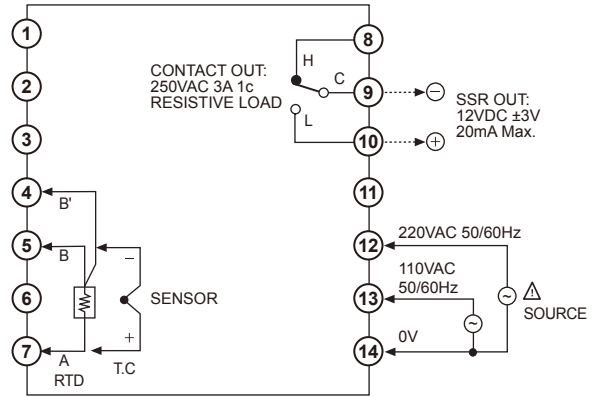 1
2
3
4
5
6
7
8
9
10
11
12
13
14
H
C
L
CONTACT OUT:
250VAC 3A 1c
RESISTIVE LOAD
−
+
SSR OUT:
12VDC ±3V
20mA Max.
B'
B
A
RTD
−
+
T.C
SENSOR
220VAC 50/60Hz
110VAC
50/60Hz
0V
~
~
!
SOURCE